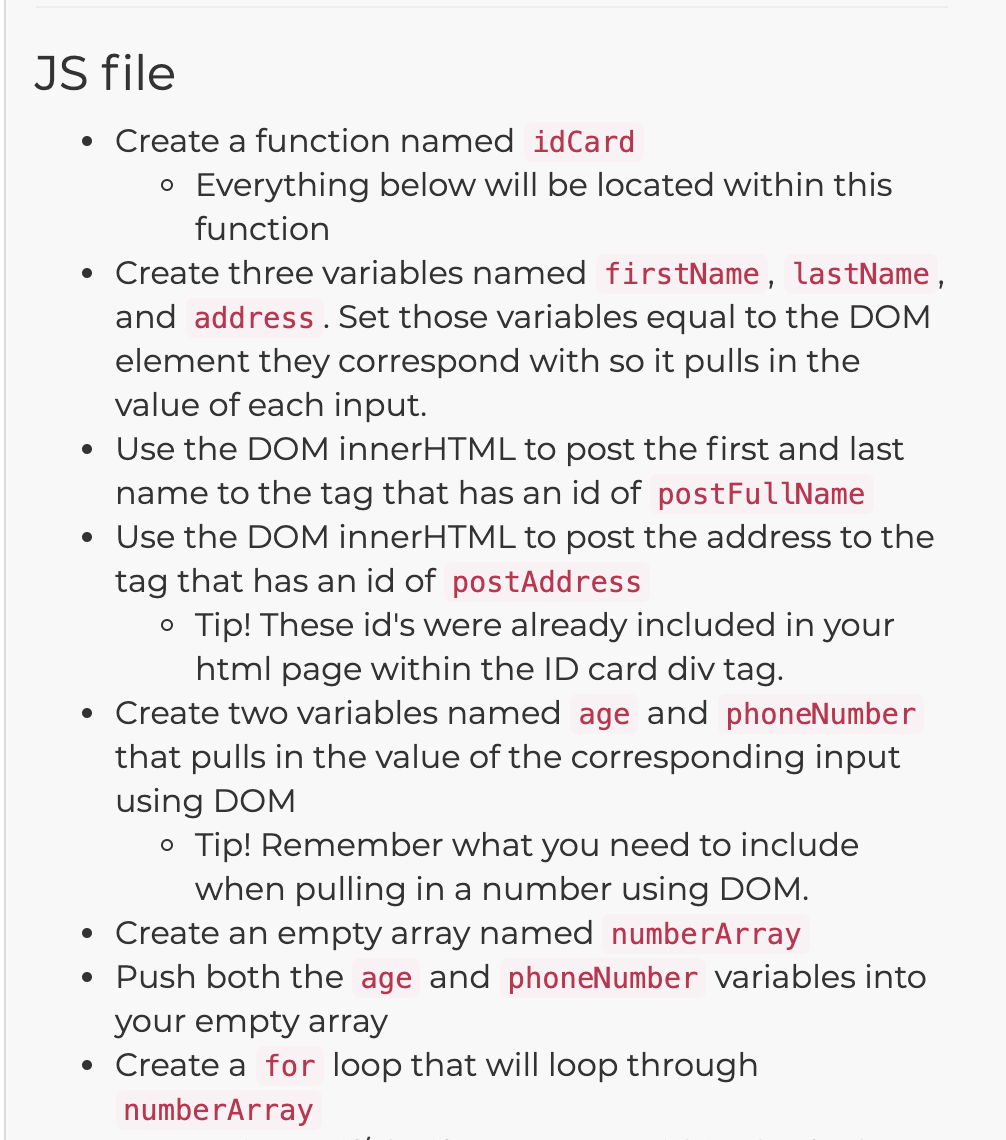 JS file
• Create a function named idCard
◦ Everything below will be located within this
function
• Create three variables named firstName, lastName,
and address. Set those variables equal to the DOM
element they correspond with so it pulls in the
value of each input.
• Use the DOM innerHTML to post the first and last
name to the tag that has an id of postFullName
• Use the DOM innerHTML to post the address to the
tag that has an id of postAddress
◦ Tip! These id's were already included in your
html page within the ID card div tag.
• Create two variables named age and phoneNumber
that pulls in the value of the corresponding input
using DOM
◦ Tip! Remember what you need to include
when pulling in a number using DOM.
• Create an empty array named numberArray
• Push both the age and phoneNumber variables into
your empty array
• Create a for loop that will loop through
numberArray